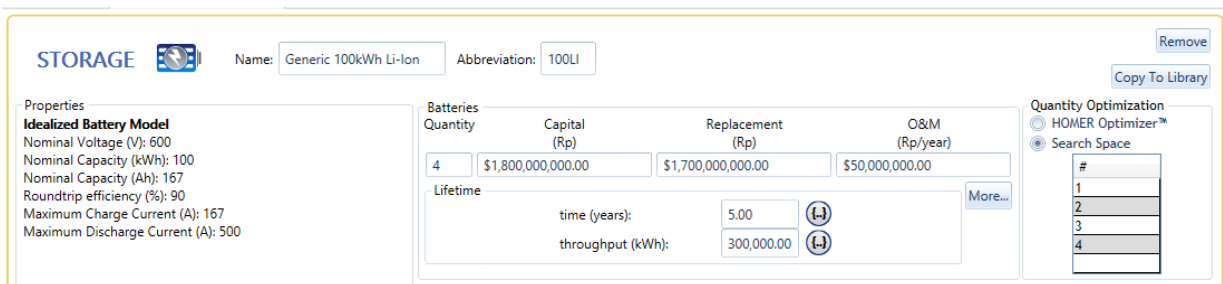 STORAGE
Name: Generic 100kWh Li-Ion Abbreviation: 100LI
Remove
Copy To Library
Properties
Idealized Battery Model
Nominal Voltage (V): 600
Nominal Capacity (kWh): 100
Nominal Capacity (Ah): 167
Roundtrip efficiency (%): 90
Maximum Charge Current (A): 167
Maximum Discharge Current (A): 500
Batteries
Quantity Capital Replacement O&M
(Rp) (Rp) (Rp/year)
4 $1,800,000,000.00 $1,700,000,000.00 $50,000,000.00
Lifetime
time (years): 5.00 {..}
throughput (kWh): 300,000.00 {..}
More...
Quantity Optimization
HOMER Optimizer™
Search Space
#
1
2
3
4